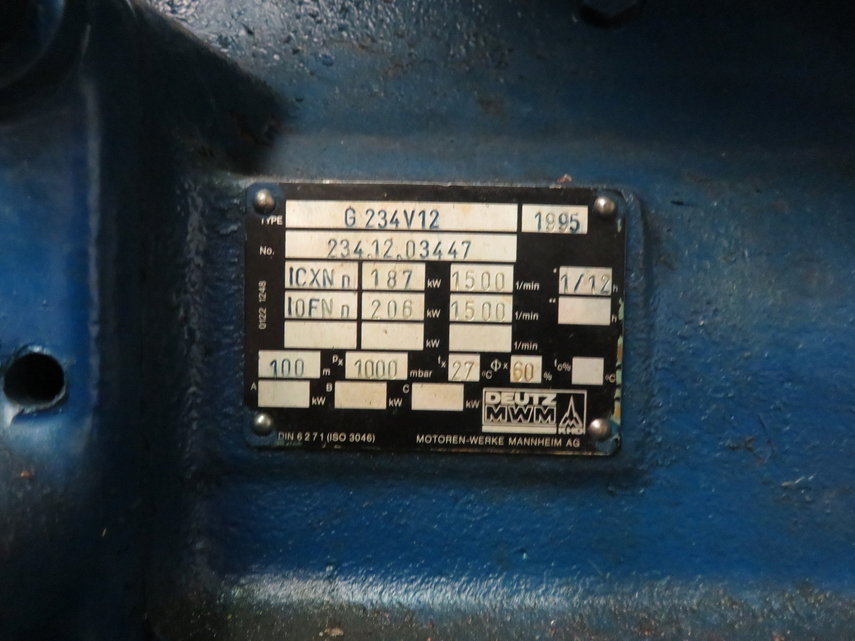 TYPE G 234V12 1995
No. 234.12.03447
ICXN n 187 kW 1500 1/min * 1/12 h
IOFN n 206 kW 1500 1/min ** h
kW 1/min
0122 1248
100 m px 1000 mbar tx 27 °C Φx 60 % °C
A kW B kW C kW
DEUTZ
MWM
KHD
DIN 6271 (ISO 3046) MOTOREN-WERKE MANNHEIM AG